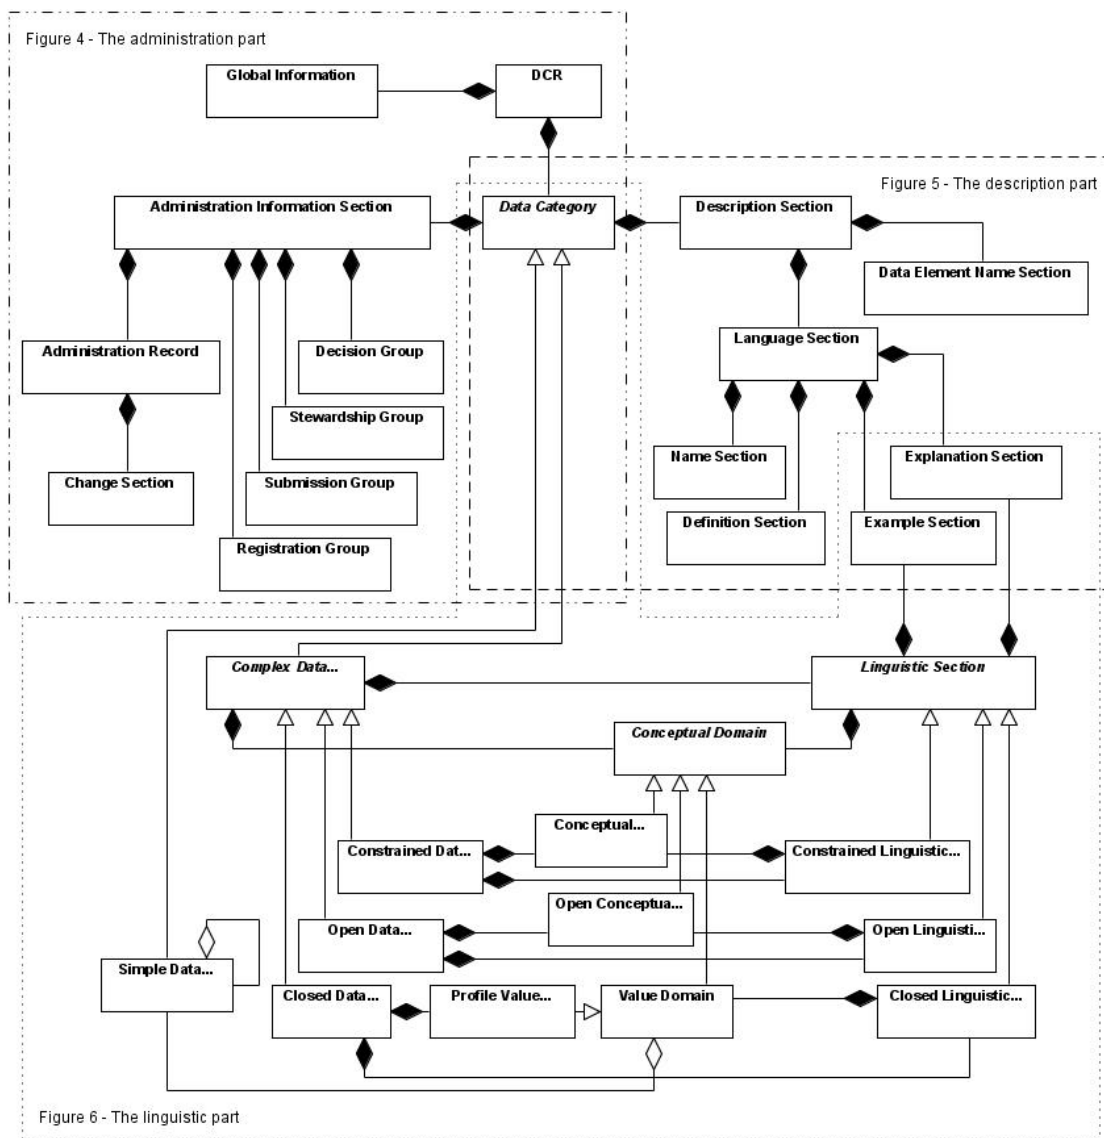 Figure 4 - The administration part
Global Information
DCR
Figure 5 - The description part
Administration Information Section
Data Category
Description Section
Data Element Name Section
Language Section
Administration Record
Decision Group
Stewardship Group
Name Section
Explanation Section
Change Section
Submission Group
Definition Section
Example Section
Registration Group
Complex Data...
Linguistic Section
Conceptual Domain
Conceptual...
Constrained Dat...
Constrained Linguistic...
Open Conceptua...
Open Data...
Open Linguisti...
Simple Data...
Closed Data...
Profile Value...
Value Domain
Closed Linguistic...
Figure 6 - The linguistic part